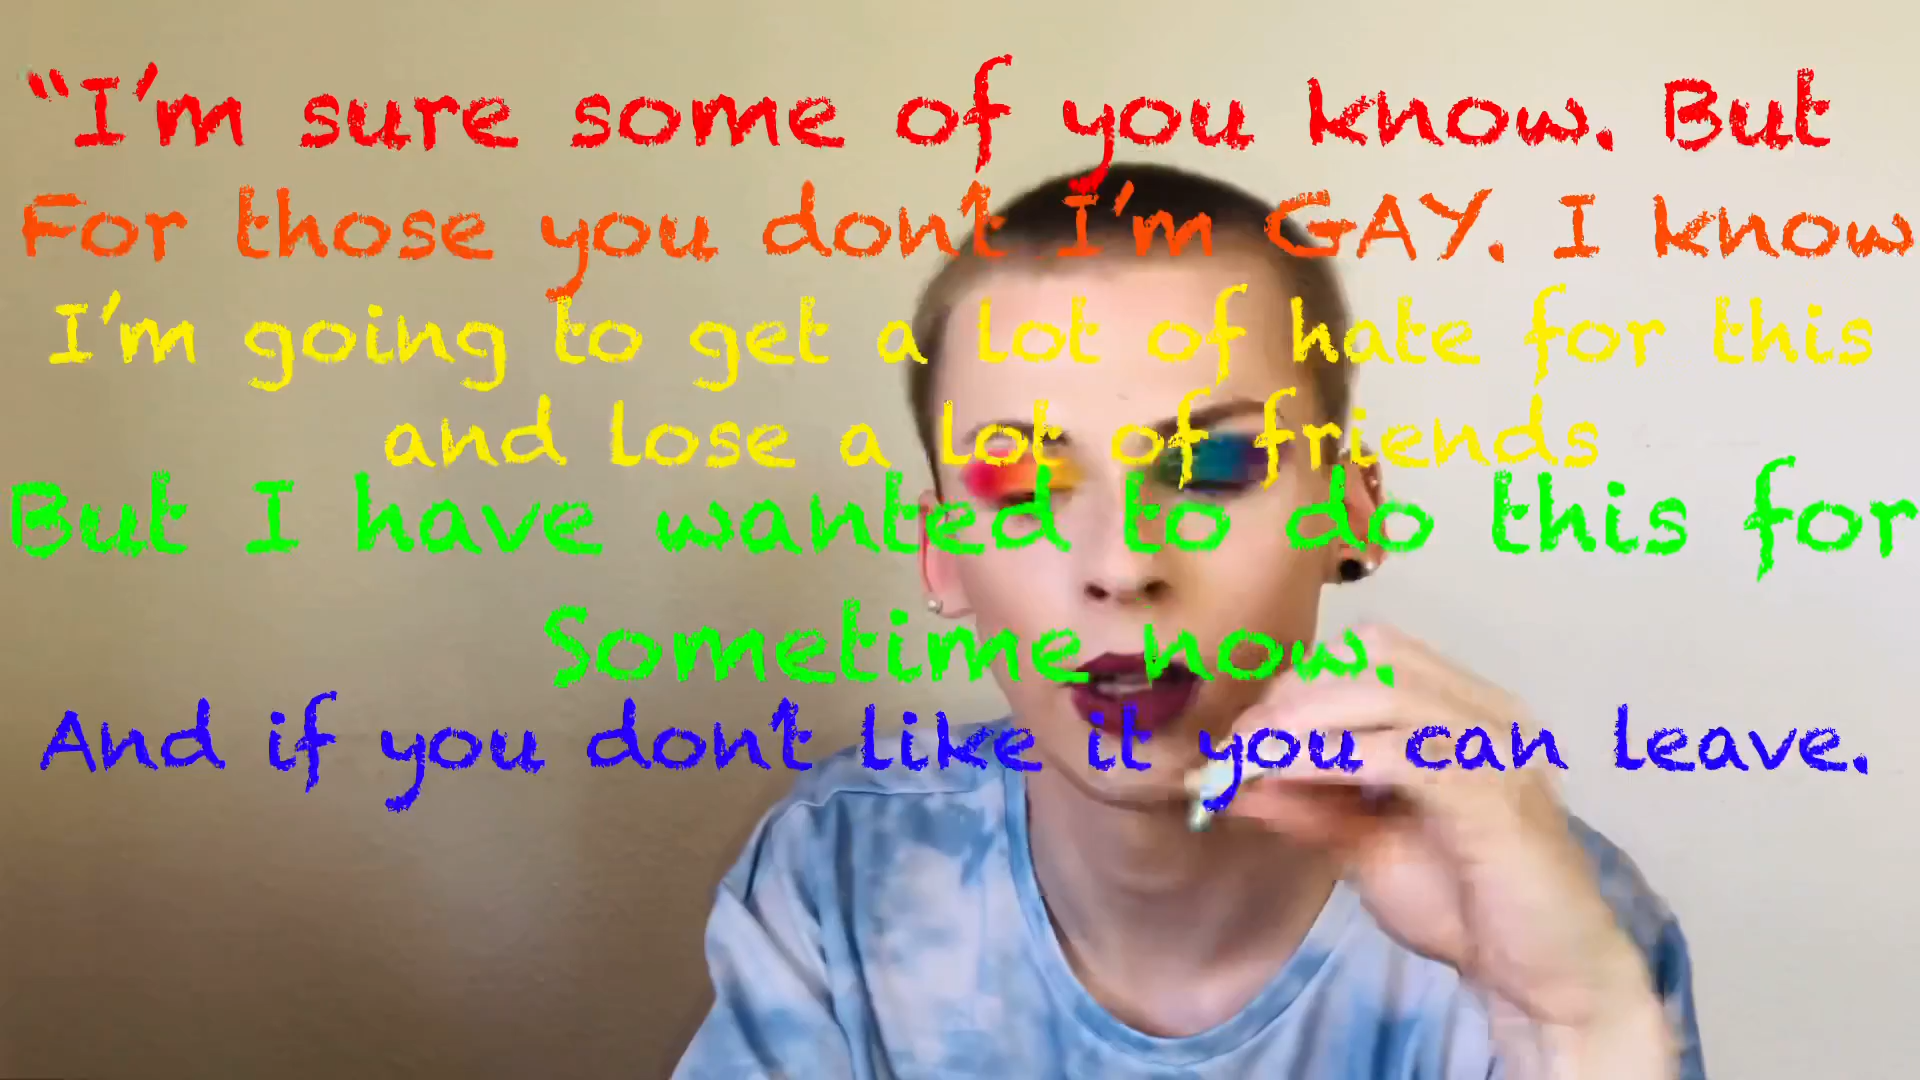 “I'm sure some of you know. But
For those you don't I'm GAY. I know
I'm going to get a lot of hate for this
and lose a lot of friends
But I have wanted to do this for
Sometime now.
And if you don't like it you can leave.